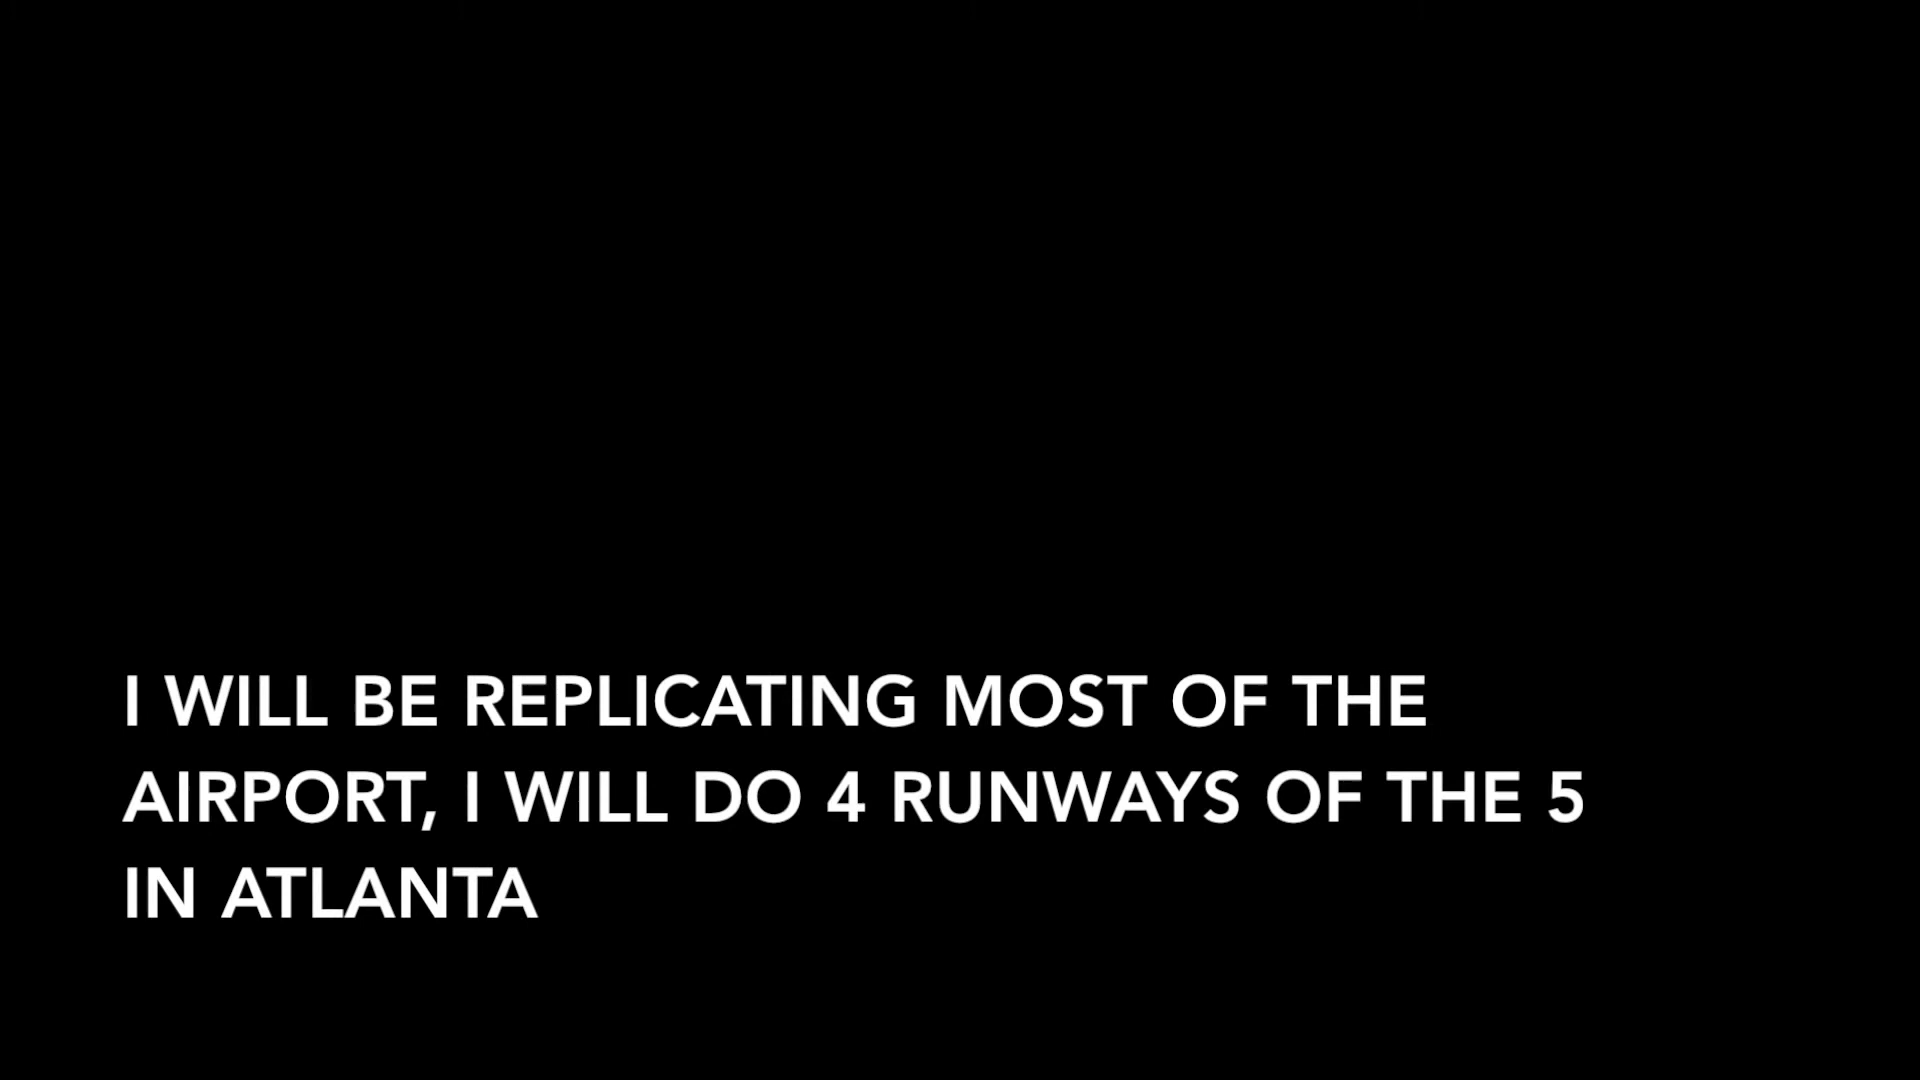 I WILL BE REPLICATING MOST OF THE
AIRPORT, I WILL DO 4 RUNWAYS OF THE 5
IN ATLANTA